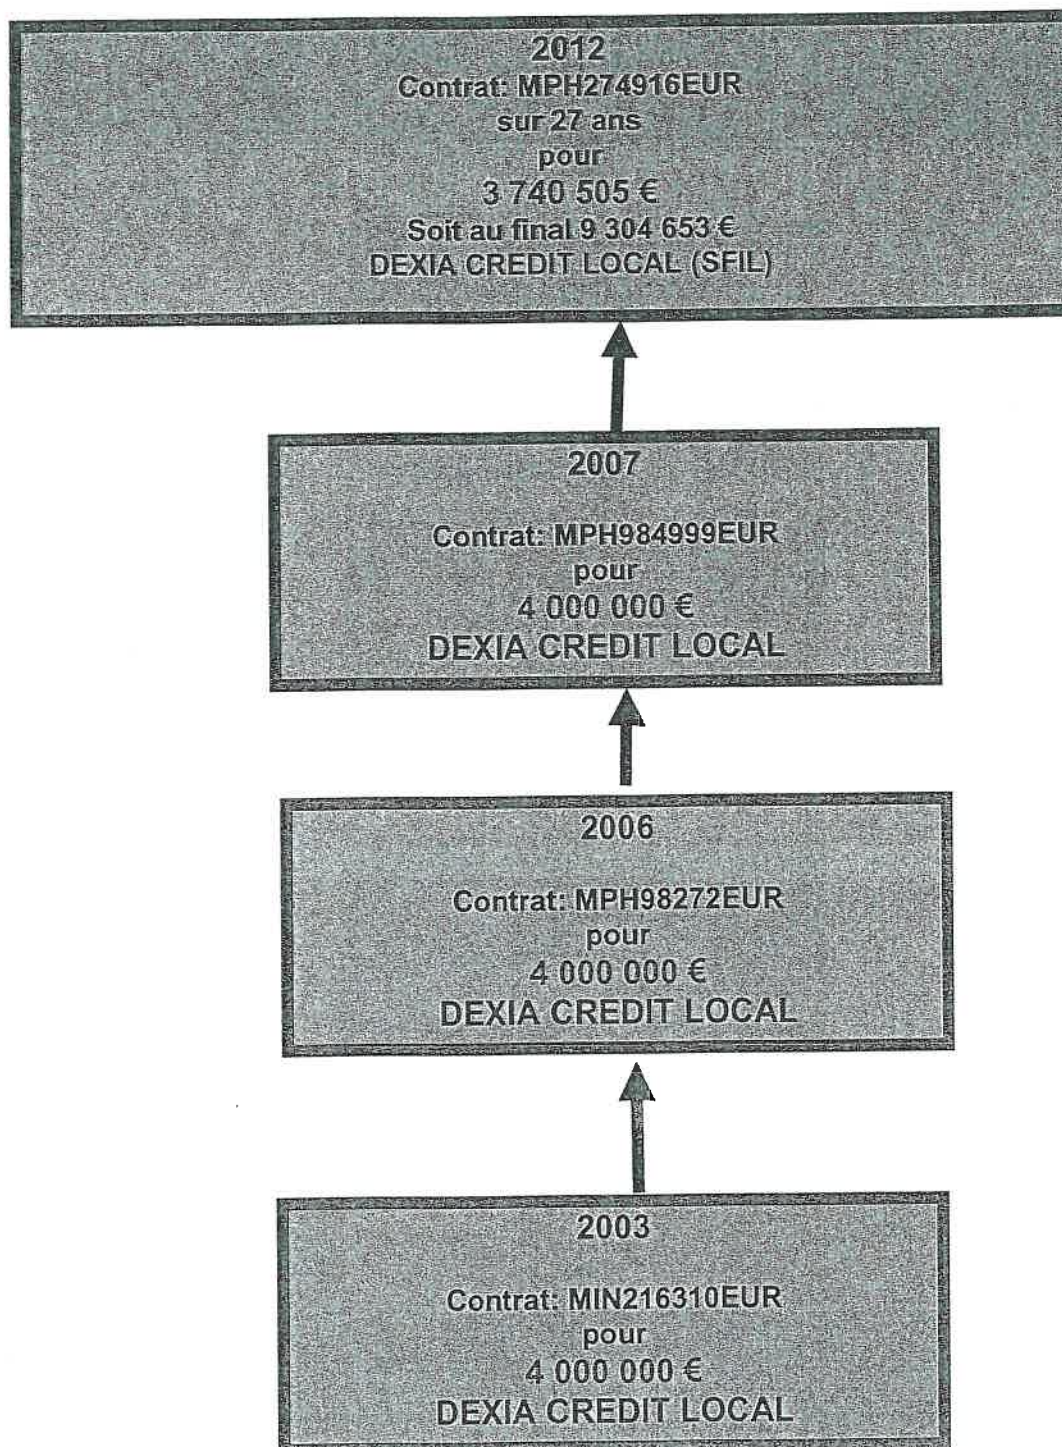 2012
Contrat: MPH274916EUR
sur 27 ans
pour
3 740 505 €
Soit au final 9 304 653 €
DEXIA CREDIT LOCAL (SFIL)
2007
Contrat: MPH984999EUR
pour
4 000 000 €
DEXIA CREDIT LOCAL
2006
Contrat: MPH98272EUR
pour
4 000 000 €
DEXIA CREDIT LOCAL
2003
Contrat: MIN216310EUR
pour
4 000 000 €
DEXIA CREDIT LOCAL